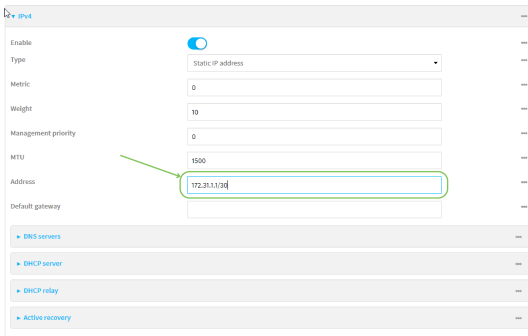 IPv4
Enable
Type Static IP address
Metric 0
Weight 10
Management priority 0
MTU 1500
Address 172.31.1.1/30
Default gateway
DNS servers
DHCP server
DHCP relay
Active recovery